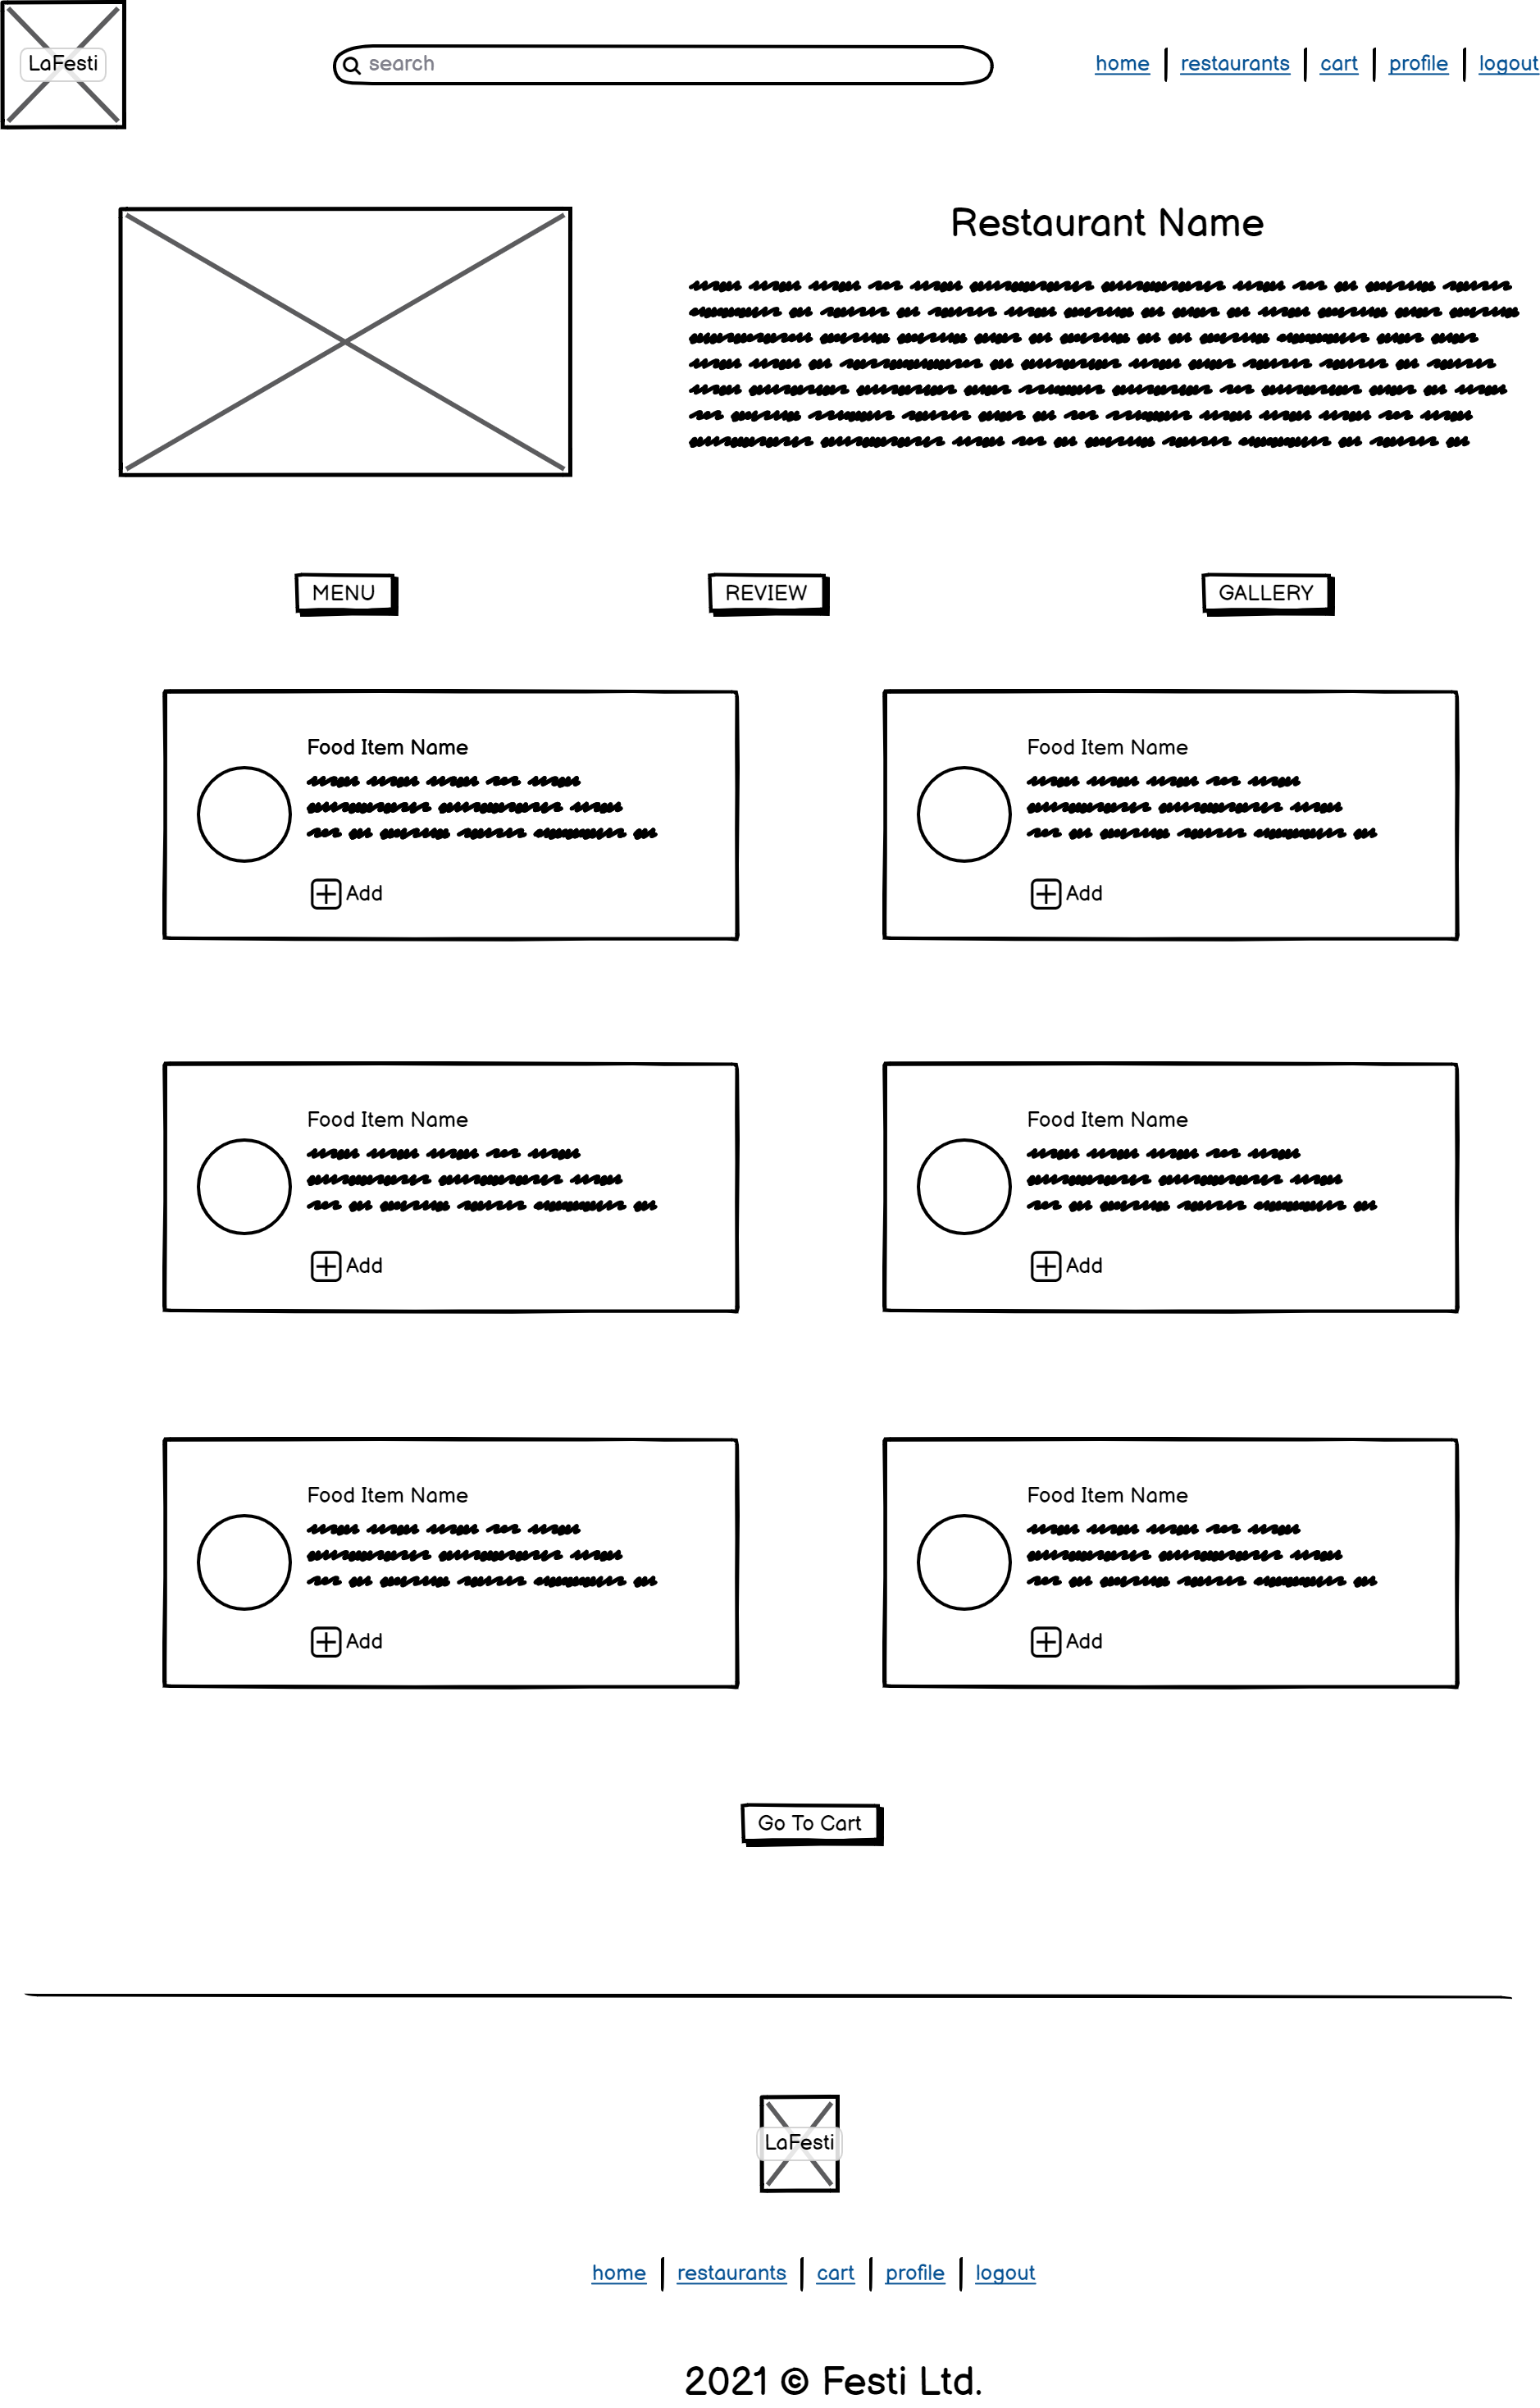 LaFesti
search
home | restaurants | cart | profile | logout
Restaurant Name
MENU
REVIEW
GALLERY
Food Item Name
Add
Food Item Name
Add
Food Item Name
Add
Food Item Name
Add
Food Item Name
Add
Food Item Name
Add
Go To Cart
LaFesti
home | restaurants | cart | profile | logout
2021 © Festi Ltd.